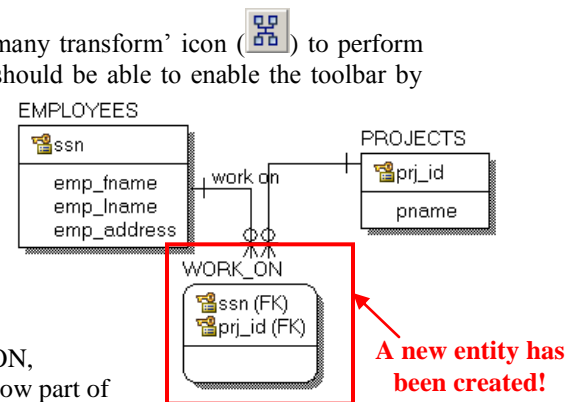 many transform’ icon ( ) to perform
should be able to enable the toolbar by
EMPLOYEES
ssn
emp_fname
emp_lname
emp_address
work on
PROJECTS
prj_id
pname
WORK_ON
ssn (FK)
prj_id (FK)
A new entity has
been created!
ON,
ow part of